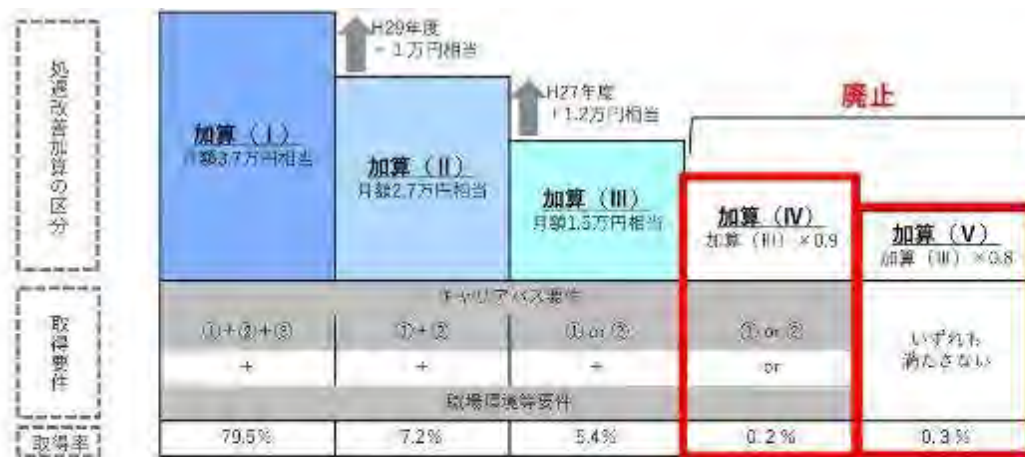 処遇改善加算の区分
H29年度
+1万円相当
H27年度
+1.2万円相当
廃止
加算（Ⅰ）
月額3.7万円相当
加算（Ⅱ）
月額2.7万円相当
加算（Ⅲ）
月額1.5万円相当
加算（Ⅳ）
加算（Ⅲ）×0.9
加算（Ⅴ）
加算（Ⅲ）×0.8
取得要件
キャリアパス要件
①+②+③
①+②
①or②
①or②
いずれも
満たさない
+
+
+
or
職場環境等要件
取得率
79.5%
7.2%
5.4%
0.2%
0.3%